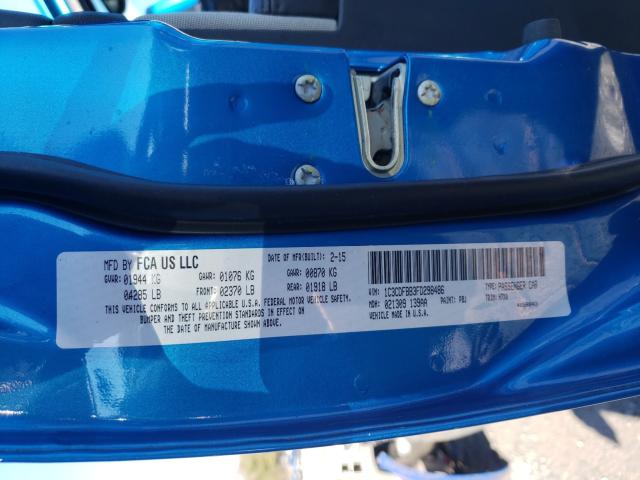 MFD BY FCA US LLC
DATE OF MFR(BUILT): 2-15
GVWR: 01944 KG
04285 LB
GAWR: 01076 KG
FRONT: 02370 LB
GAWR: 00870 KG
REAR: 01918 LB
THIS VEHICLE CONFORMS TO ALL APPLICABLE U.S.A. FEDERAL MOTOR VEHICLE SAFETY,
BUMPER AND THEFT PREVENTION STANDARDS IN EFFECT ON
THE DATE OF MANUFACTURE SHOWN ABOVE.
VIN: 1C3CDFBB3FD298486
TYPE: PASSENGER CAR
MDH: 021309 139AA
PAINT: PBJ
TRIM:
VEHICLE MADE IN U.S.A.